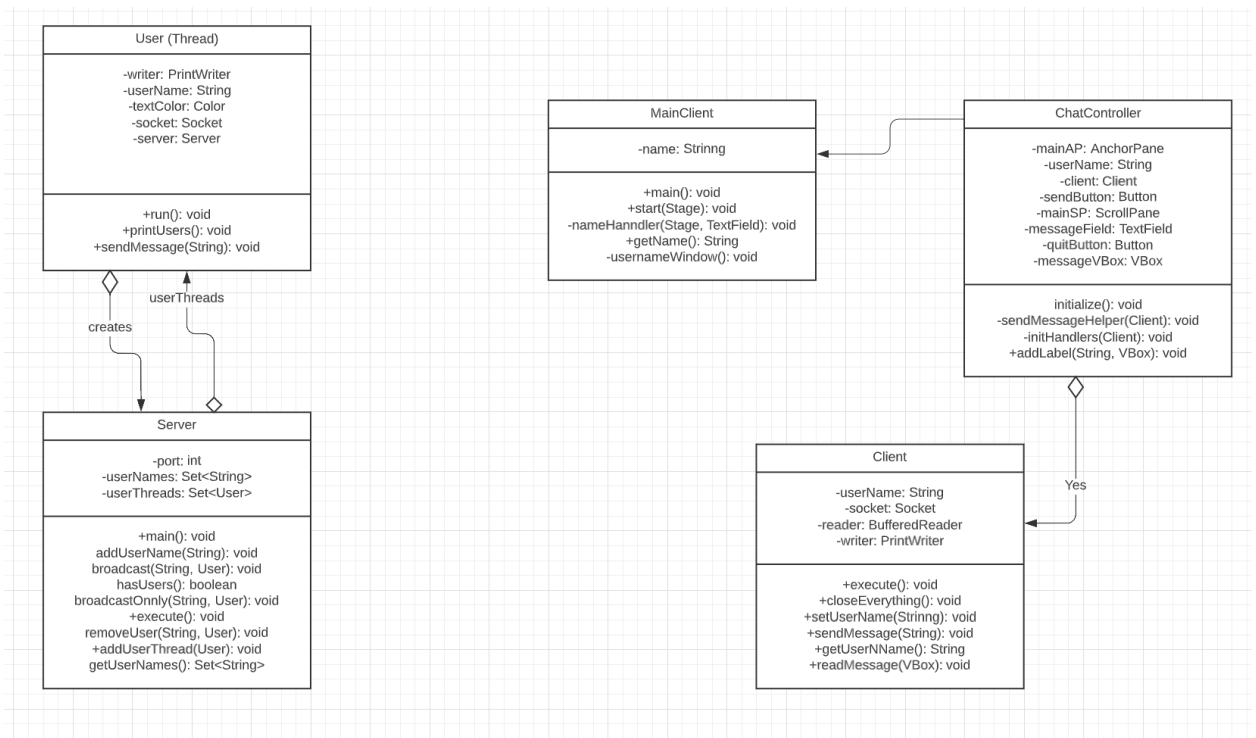 User (Thread)
-writer: PrintWriter
-userName: String
-textColor: Color
-socket: Socket
-server: Server
+run(): void
+printUsers(): void
+sendMessage(String): void
creates
userThreads
Server
-port: int
-userNames: Set<String>
-userThreads: Set<User>
+main(): void
addUserName(String): void
broadcast(String, User): void
hasUsers(): boolean
broadcastOnnly(String, User): void
+execute(): void
removeUser(String, User): void
+addUserThread(User): void
getUserNames(): Set<String>
MainClient
-name: Strinng
+main(): void
+start(Stage): void
-nameHanndler(Stage, TextField): void
+getName(): String
-usernameWindow(): void
ChatController
-mainAP: AnchorPane
-userName: String
-client: Client
-sendButton: Button
-mainSP: ScrollPane
-messageField: TextField
-quitButton: Button
-messageVBox: VBox
initialize(): void
-sendMessageHelper(Client): void
-initHandlers(Client): void
+addLabel(String, VBox): void
Yes
Client
-userName: String
-socket: Socket
-reader: BufferedReader
-writer: PrintWriter
+execute(): void
+closeEverything(): void
+setUserName(Strinng): void
+sendMessage(String): void
+getUserNName(): String
+readMessage(VBox): void